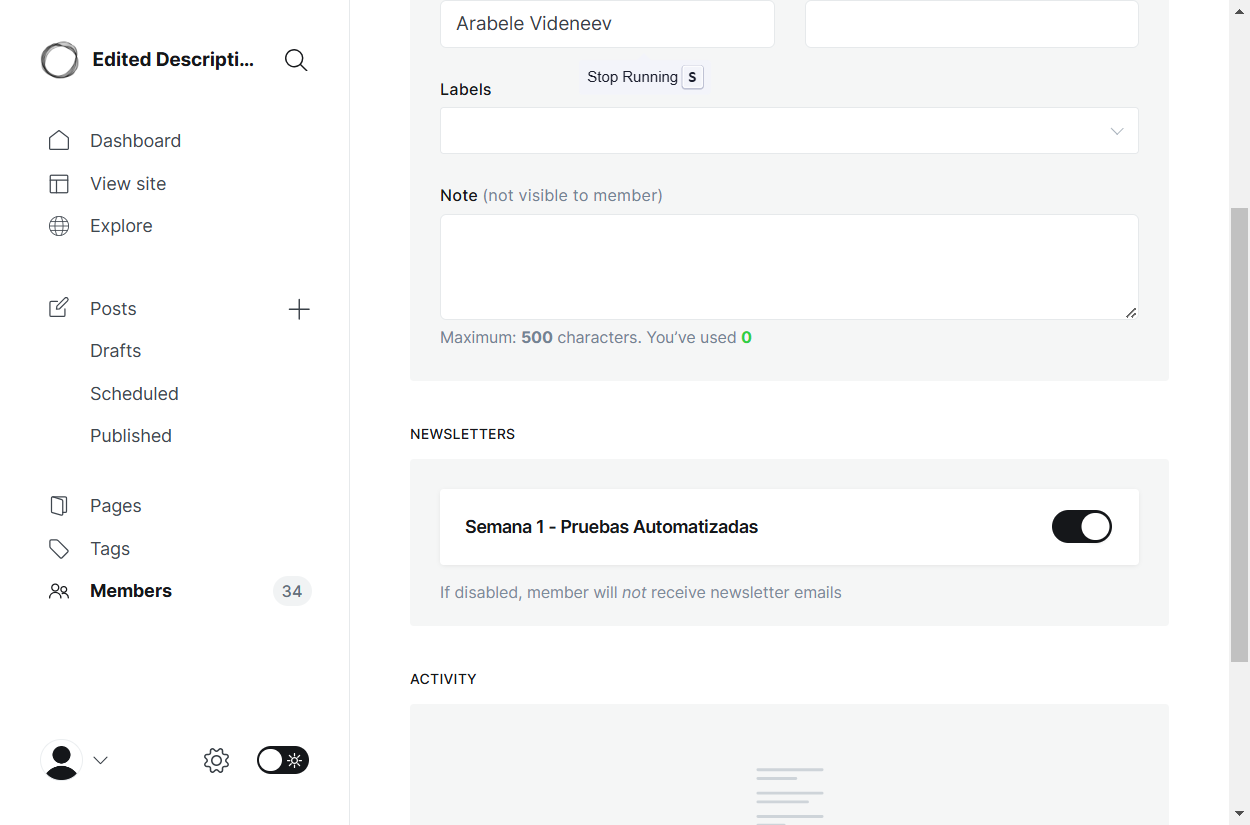 Edited Descripti...
Dashboard
View site
Explore
Posts
Drafts
Scheduled
Published
Pages
Tags
Members 34
Arabele Videneev
Stop Running S
Labels
Note (not visible to member)
Maximum: 500 characters. You’ve used 0
NEWSLETTERS
Semana 1 - Pruebas Automatizadas
If disabled, member will not receive newsletter emails
ACTIVITY